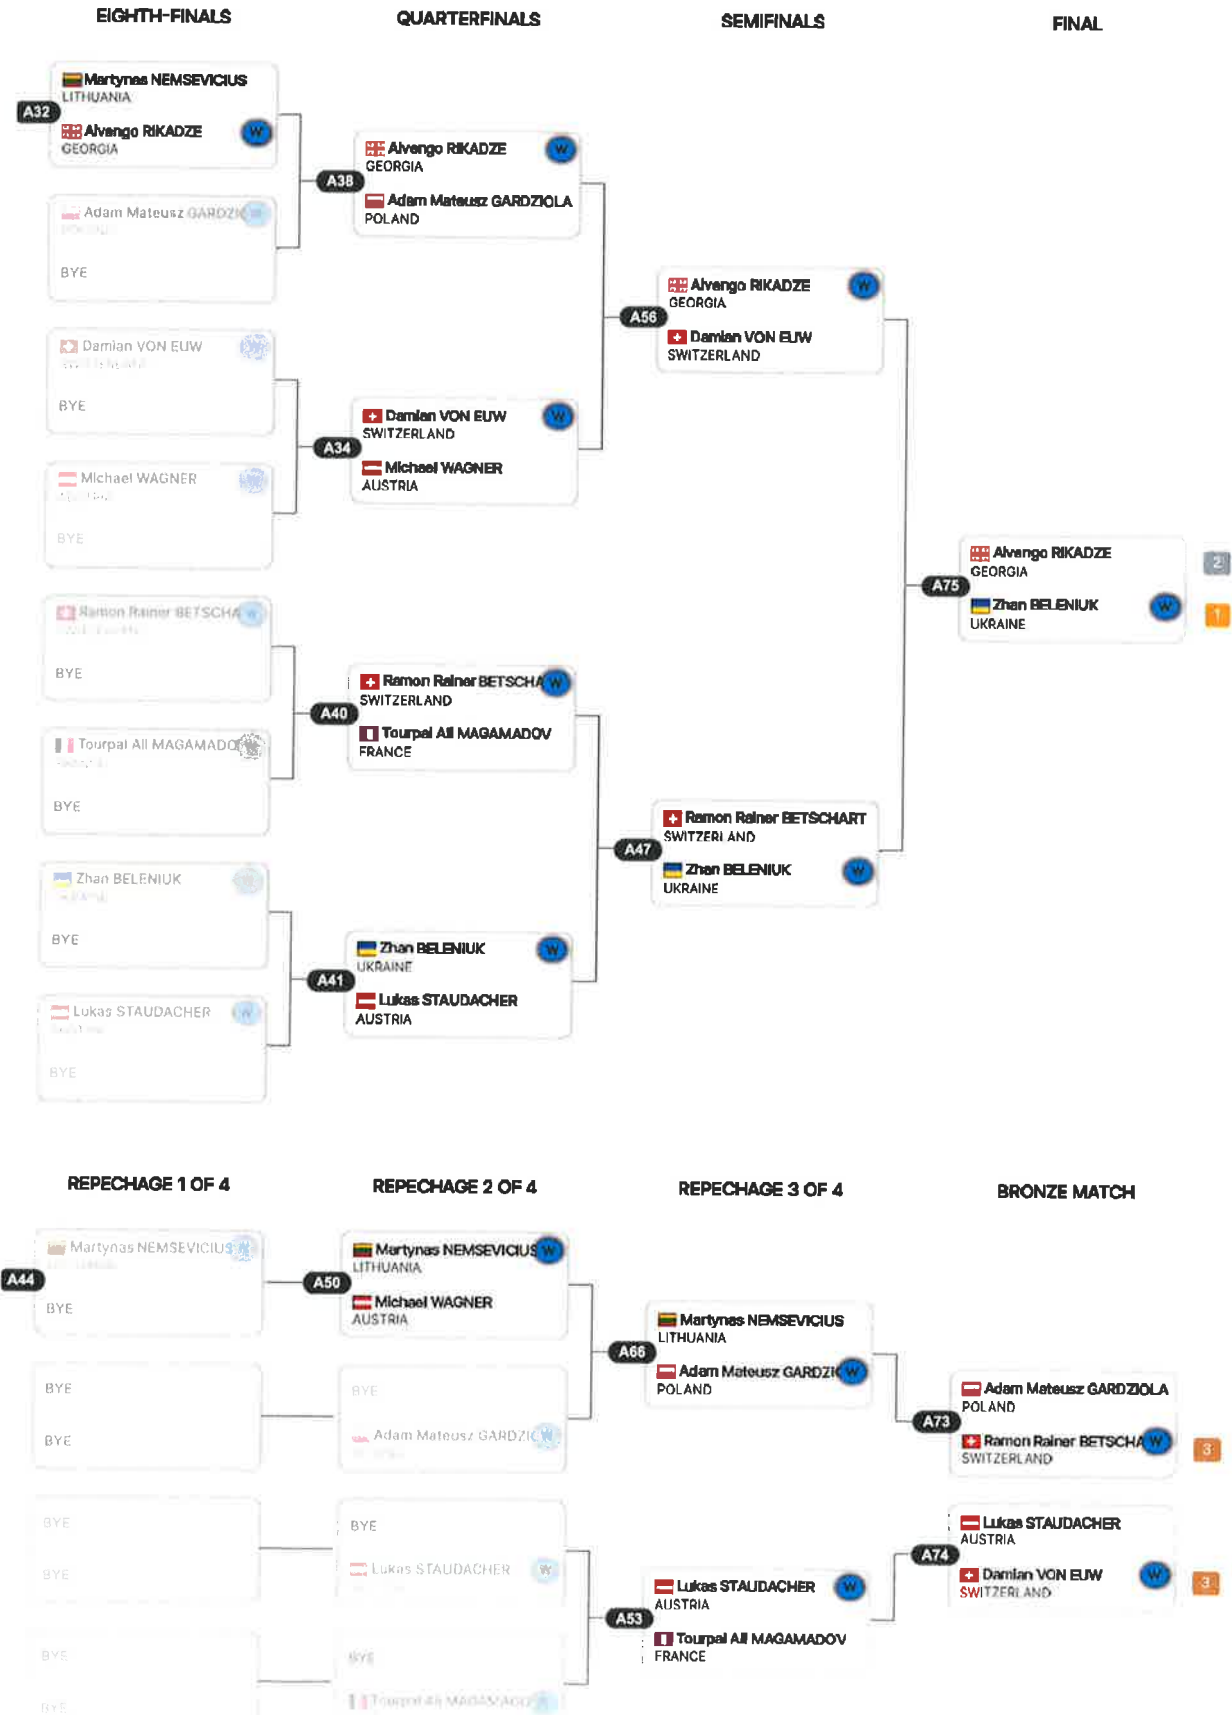 EIGHTH-FINALS
QUARTERFINALS
SEMIFINALS
FINAL
Martynas NEMSEVICIUS
LITHUANIA
A32
Alvengo RIKADZE
W
GEORGIA
Adam Mateusz GARDZIO
BYE
Damian VON EUW
BYE
Michael WAGNER
BYE
Ramon Rainer BETSCHA
BYE
Tourpal Ali MAGAMADO
BYE
Zhan BELENIUK
BYE
Lukas STAUDACHER
BYE
A38
Alvengo RIKADZE
W
GEORGIA
Adam Mateusz GARDZIOLA
POLAND
A34
Damian VON EUW
W
SWITZERLAND
Michael WAGNER
AUSTRIA
A40
Ramon Rainer BETSCHA
W
SWITZERLAND
Tourpal Ali MAGAMADOV
FRANCE
A41
Zhan BELENIUK
W
UKRAINE
Lukas STAUDACHER
AUSTRIA
A56
Alvengo RIKADZE
W
GEORGIA
Damian VON EUW
SWITZERLAND
A47
Ramon Rainer BETSCHART
SWITZERLAND
Zhan BELENIUK
W
UKRAINE
A75
Alvengo RIKADZE
GEORGIA
2
Zhan BELENIUK
W
UKRAINE
1
REPECHAGE 1 OF 4
REPECHAGE 2 OF 4
REPECHAGE 3 OF 4
BRONZE MATCH
A44
Martynas NEMSEVICIUS
BYE
BYE
BYE
BYE
BYE
BYE
BYE
A50
Martynas NEMSEVICIUS
W
LITHUANIA
Michael WAGNER
AUSTRIA
BYE
Adam Mateusz GARDZIO
W
BYE
Lukas STAUDACHER
W
BYE
Tourpal Ali MAGAMADO
A66
Martynas NEMSEVICIUS
LITHUANIA
Adam Mateusz GARDZIO
W
POLAND
A53
Lukas STAUDACHER
W
AUSTRIA
Tourpal Ali MAGAMADOV
FRANCE
A73
Adam Mateusz GARDZIOLA
POLAND
Ramon Rainer BETSCHA
W
SWITZERLAND
3
A74
Lukas STAUDACHER
AUSTRIA
Damian VON EUW
W
SWITZERLAND
3